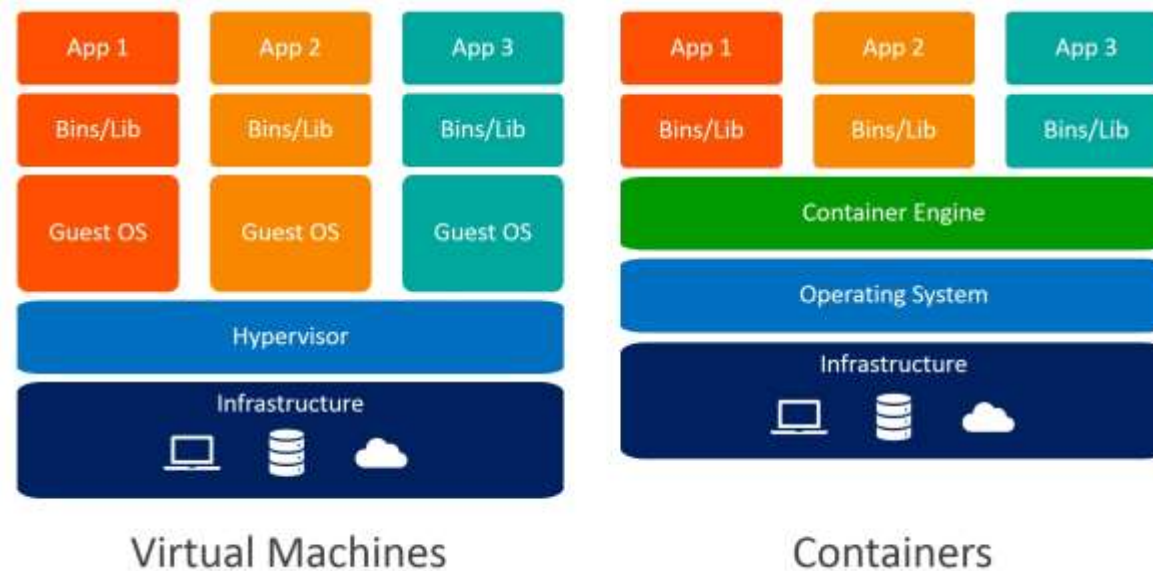 App 1
App 2
App 3
Bins/Lib
Bins/Lib
Bins/Lib
Guest OS
Guest OS
Guest OS
Hypervisor
Infrastructure
Virtual Machines
App 1
App 2
App 3
Bins/Lib
Bins/Lib
Bins/Lib
Container Engine
Operating System
Infrastructure
Containers